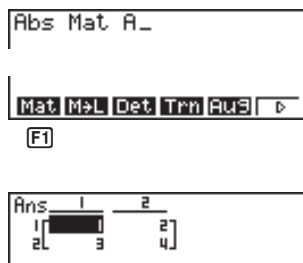 Abs Mat A_
Mat M→L Det Trn Aug ▷
F1
Ans 1 2
1[ 1 2]
2[ 3 4]